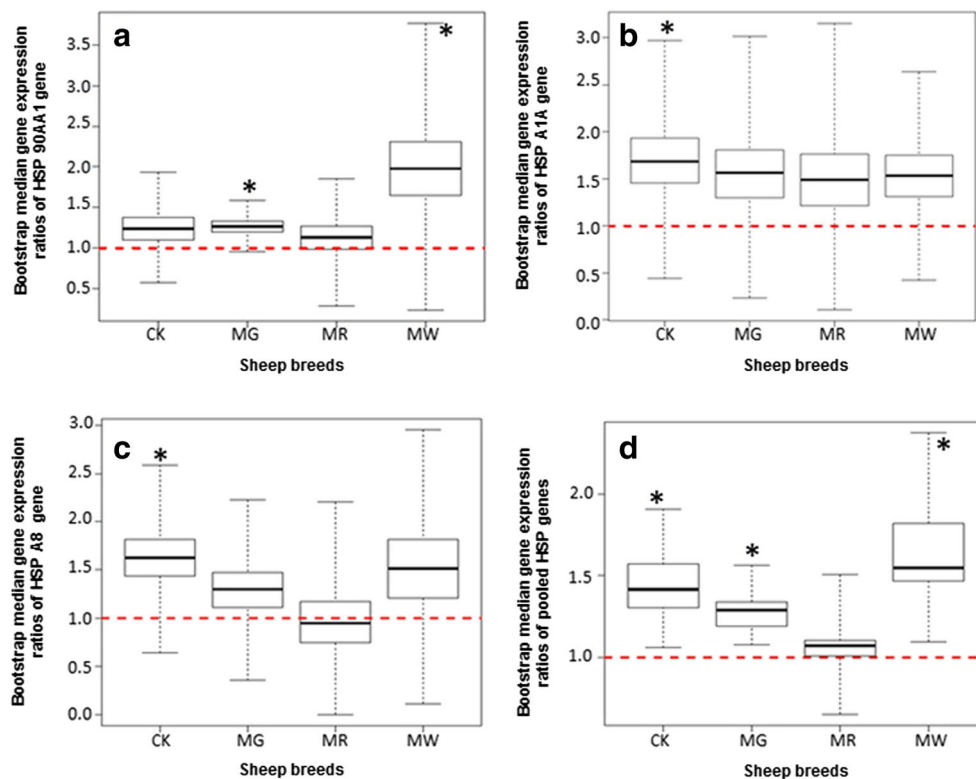 a
*
*
Bootstrap median gene expression
ratios of HSP 90AA1 gene
3.5
3.0
2.5
2.0
1.5
1.0
0.5
CK MG MR MW
Sheep breeds
b
*
Bootstrap median gene expression
ratios of HSP A1A gene
3.0
2.5
2.0
1.5
1.0
0.5
0.0
CK MG MR MW
Sheep breeds
c
*
Bootstrap median gene expression
ratios of HSP A8 gene
3.0
2.5
2.0
1.5
1.0
0.5
0.0
CK MG MR MW
Sheep breeds
d
*
*
*
Bootstrap median gene expression
ratios of pooled HSP genes
2.0
1.5
1.0
CK MG MR MW
Sheep breeds